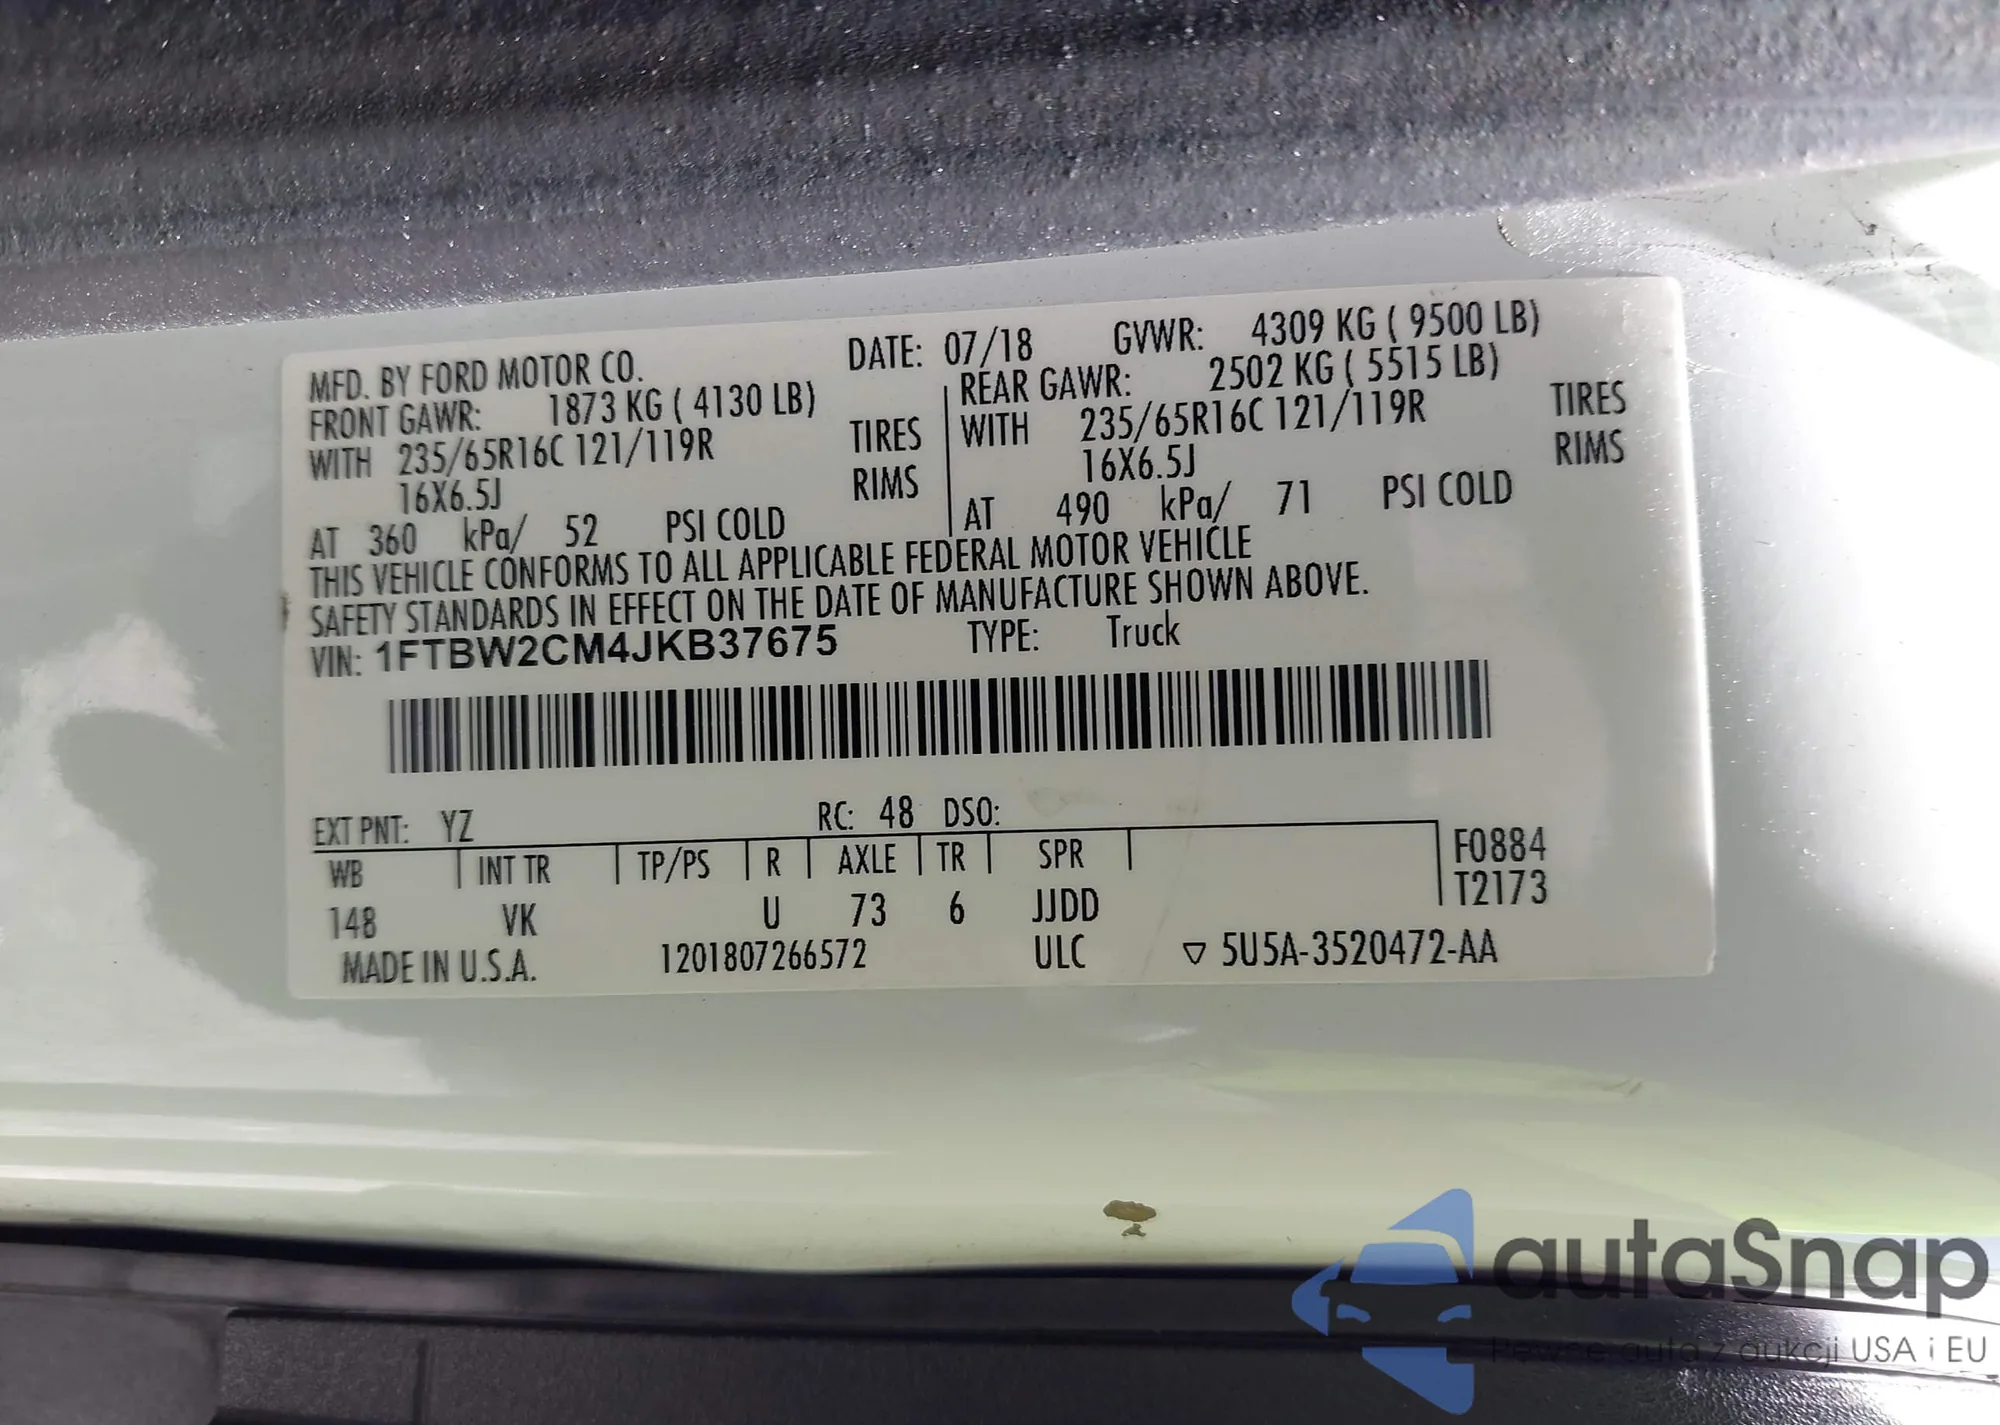 MFD. BY FORD MOTOR CO. DATE: 07/18 GVWR: 4309 KG ( 9500 LB)
FRONT GAWR: 1873 KG ( 4130 LB) REAR GAWR: 2502 KG ( 5515 LB)
WITH 235/65R16C 121/119R TIRES WITH 235/65R16C 121/119R TIRES
16X6.5J RIMS 16X6.5J RIMS
AT 360 kPa/ 52 PSI COLD AT 490 kPa/ 71 PSI COLD
THIS VEHICLE CONFORMS TO ALL APPLICABLE FEDERAL MOTOR VEHICLE
SAFETY STANDARDS IN EFFECT ON THE DATE OF MANUFACTURE SHOWN ABOVE.
VIN: 1FTBW2CM4JKB37675 TYPE: Truck
EXT PNT: YZ RC: 48 DSO:
WB INT TR TP/PS R AXLE TR SPR F0884
148 VK U 73 6 JJDD T2173
MADE IN U.S.A. 1201807266572 ULC ▽ 5U5A-3520472-AA
autaSnap
Pewne auta z aukcji USA i EU